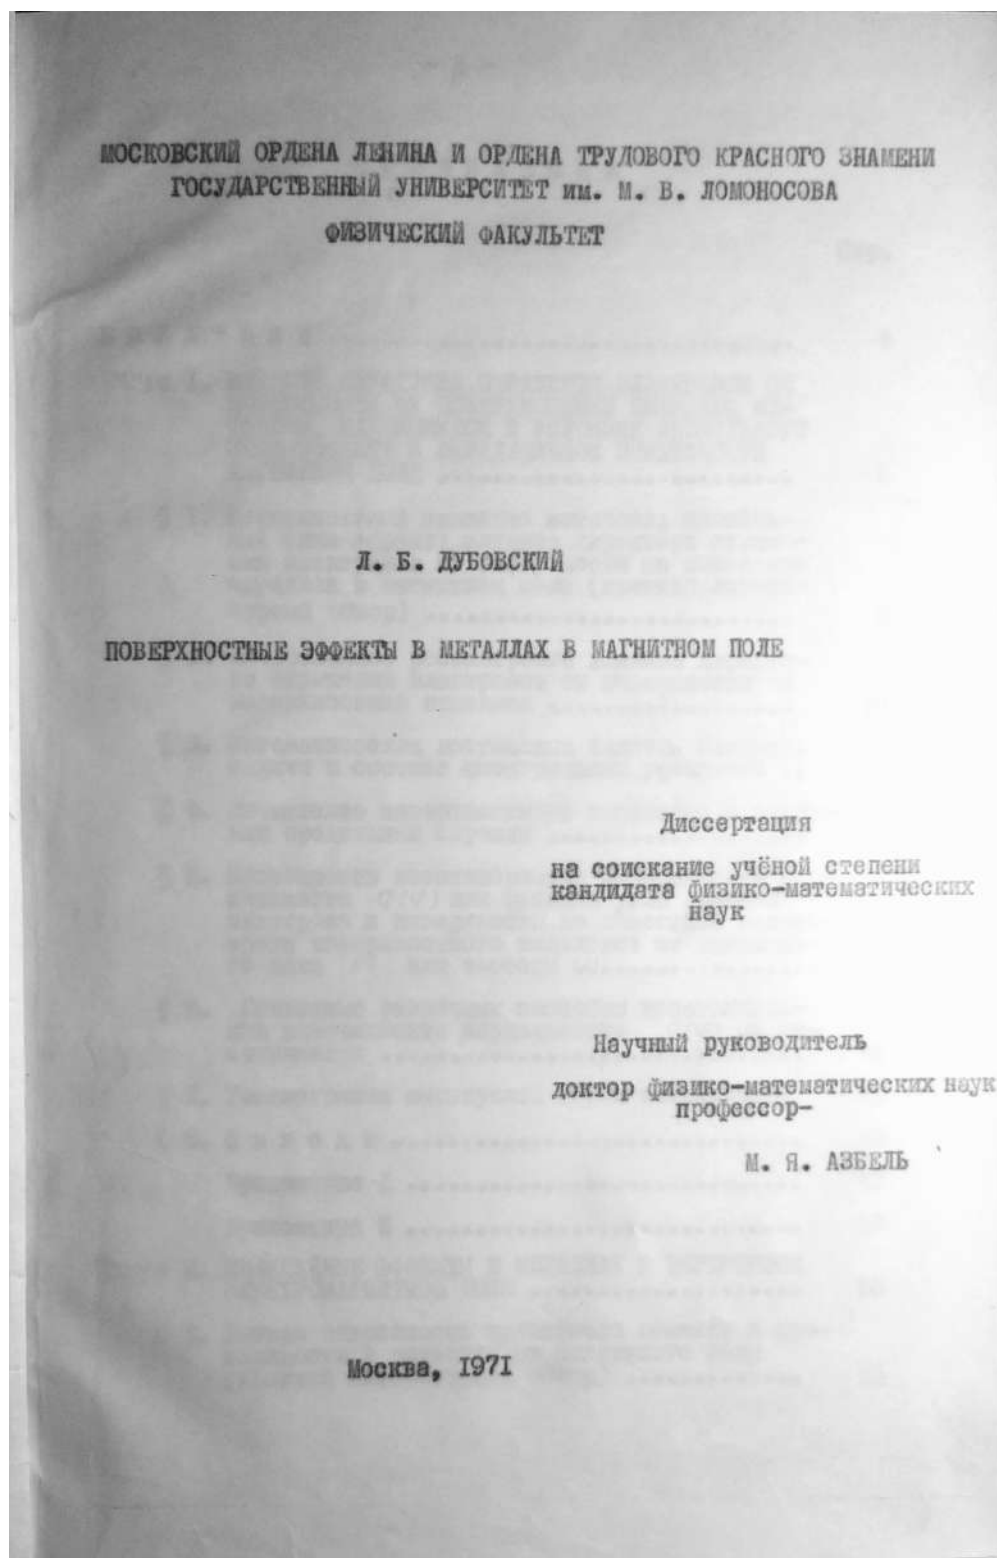 МОСКОВСКИЙ ОРДЕНА ЛЕНИНА И ОРДЕНА ТРУДОВОГО КРАСНОГО ЗНАМЕНИ
ГОСУДАРСТВЕННЫЙ УНИВЕРСИТЕТ им. М. В. ЛОМОНОСОВА
ФИЗИЧЕСКИЙ ФАКУЛЬТЕТ
Л. Б. ДУБОВСКИЙ
ПОВЕРХНОСТНЫЕ ЭФФЕКТЫ В МЕТАЛЛАХ В МАГНИТНОМ ПОЛЕ
Диссертация
на соискание учёной степени
кандидата физико-математических
наук
Научный руководитель
доктор физико-математических наук
профессор-
М. Я. АЗБЕЛЬ
Москва, 1971